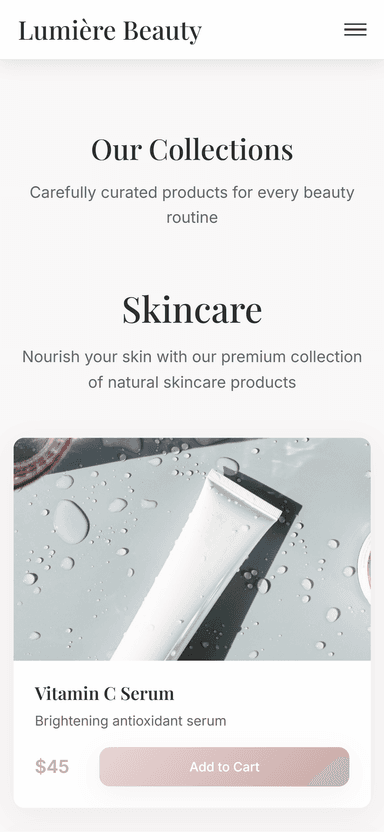 Lumière Beauty
Our Collections
Carefully curated products for every beauty
routine
Skincare
Nourish your skin with our premium collection
of natural skincare products
Vitamin C Serum
Brightening antioxidant serum
$45
Add to Cart